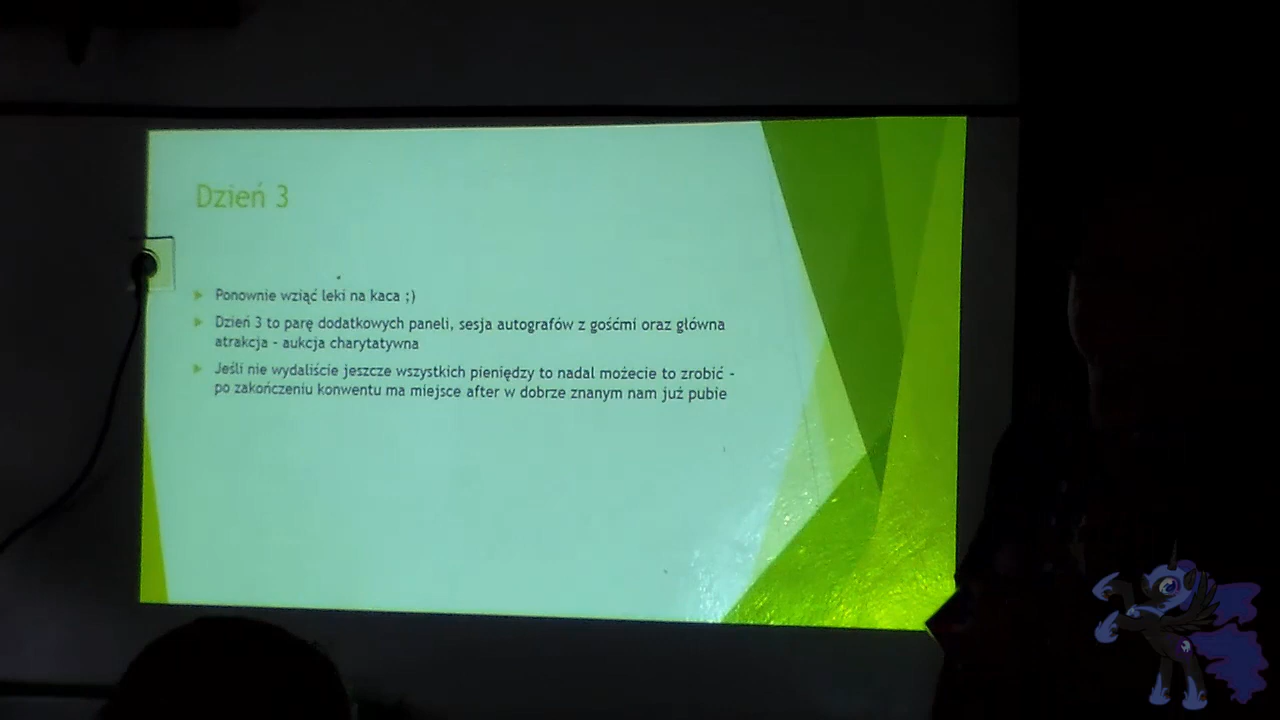 Dzień 3
Ponownie wziąć leki na kaca ;)
Dzień 3 to parę dodatkowych paneli, sesja autografów z gośćmi oraz główna
atrakcja - aukcja charytatywna
Jeśli nie wydaliście jeszcze wszystkich pieniędzy to nadal możecie to zrobić -
po zakończeniu konwentu ma miejsce after w dobrze znanym nam już pubie